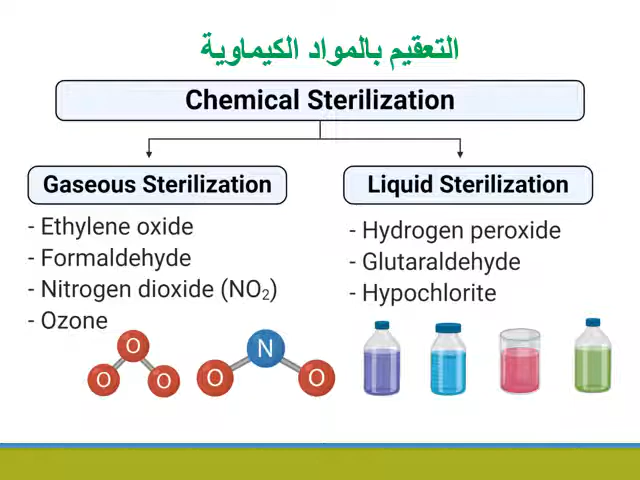 التعقيم بالمواد الكيماوية
Chemical Sterilization
Gaseous Sterilization
- Ethylene oxide
- Formaldehyde
- Nitrogen dioxide (NO₂)
- Ozone
O
O
O
N
O
O
Liquid Sterilization
- Hydrogen peroxide
- Glutaraldehyde
- Hypochlorite